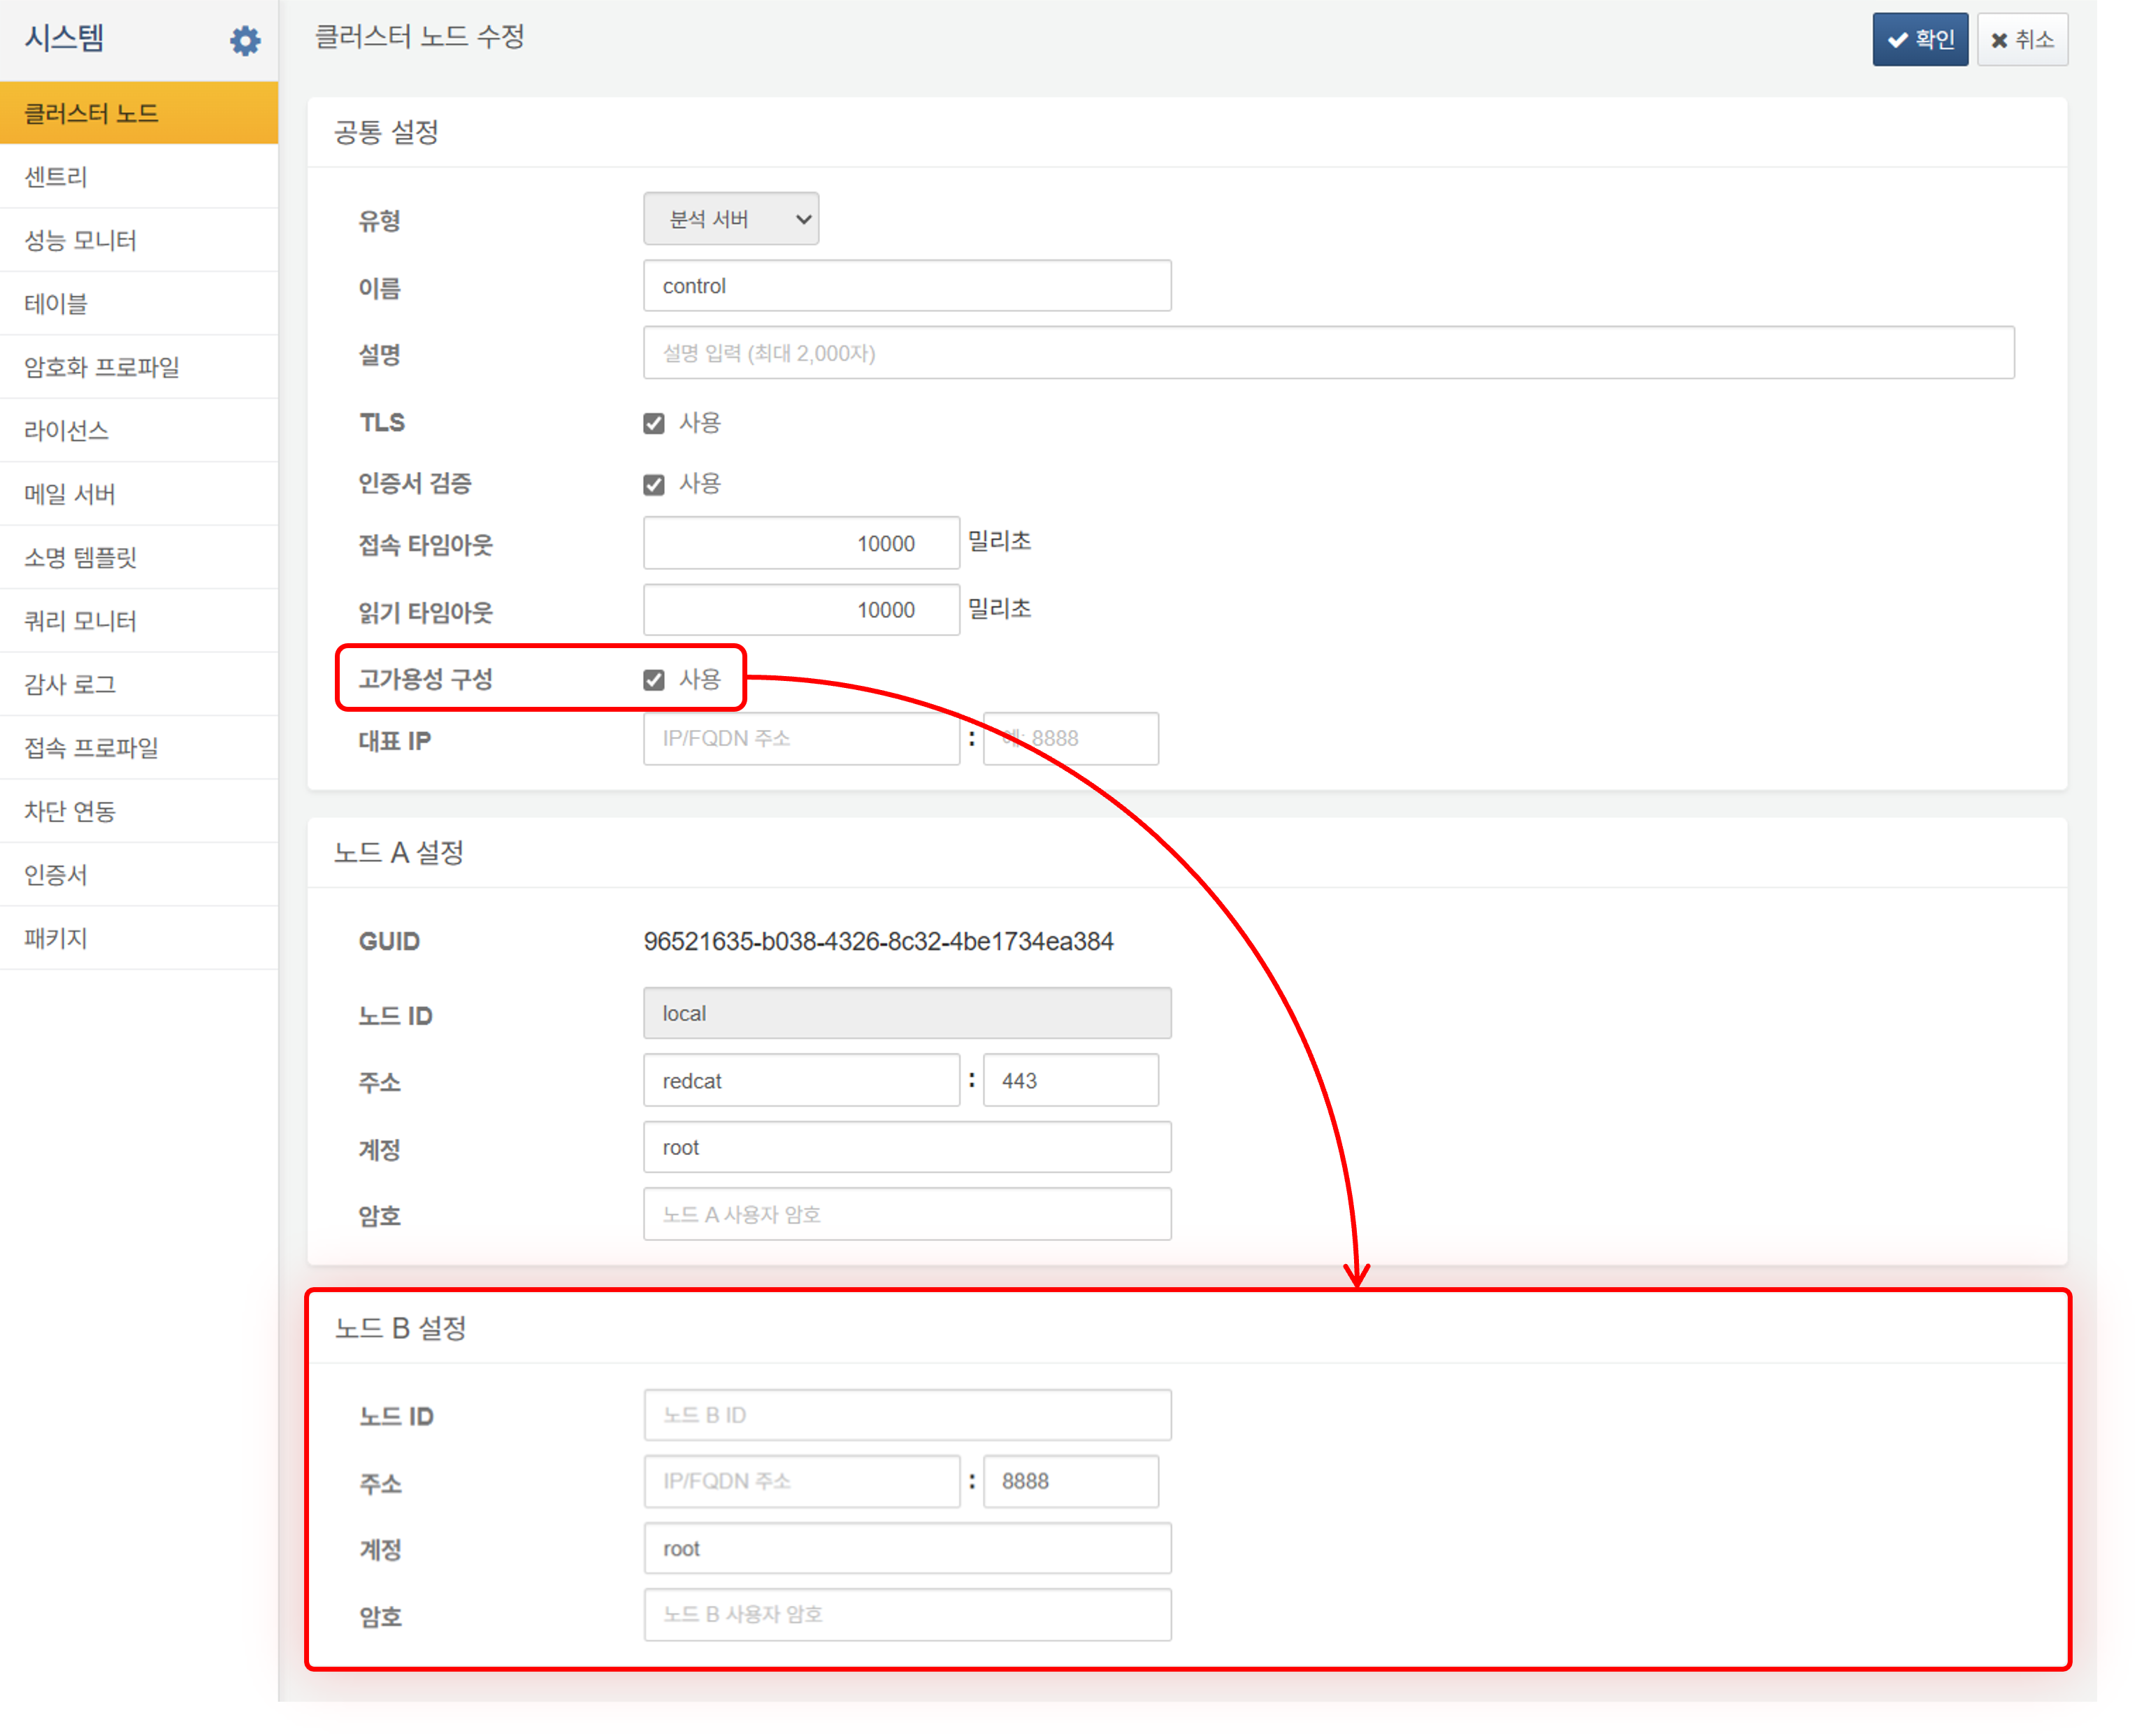 시스템
클러스터 노드
센트리
성능 모니터
테이블
암호화 프로파일
라이선스
메일 서버
소명 템플릿
쿼리 모니터
감사 로그
접속 프로파일
차단 연동
인증서
패키지
클러스터 노드 수정
확인 취소
공통 설정
유형 분석 서버
이름 control
설명 설명 입력 (최대 2,000자)
TLS 사용
인증서 검증 사용
접속 타임아웃 10000 밀리초
읽기 타임아웃 10000 밀리초
고가용성 구성 사용
대표 IP IP/FQDN 주소 : 예: 8888
노드 A 설정
GUID 96521635-b038-4326-8c32-4be1734ea384
노드 ID local
주소 redcat : 443
계정 root
암호 노드 A 사용자 암호
노드 B 설정
노드 ID 노드 B ID
주소 IP/FQDN 주소 : 8888
계정 root
암호 노드 B 사용자 암호